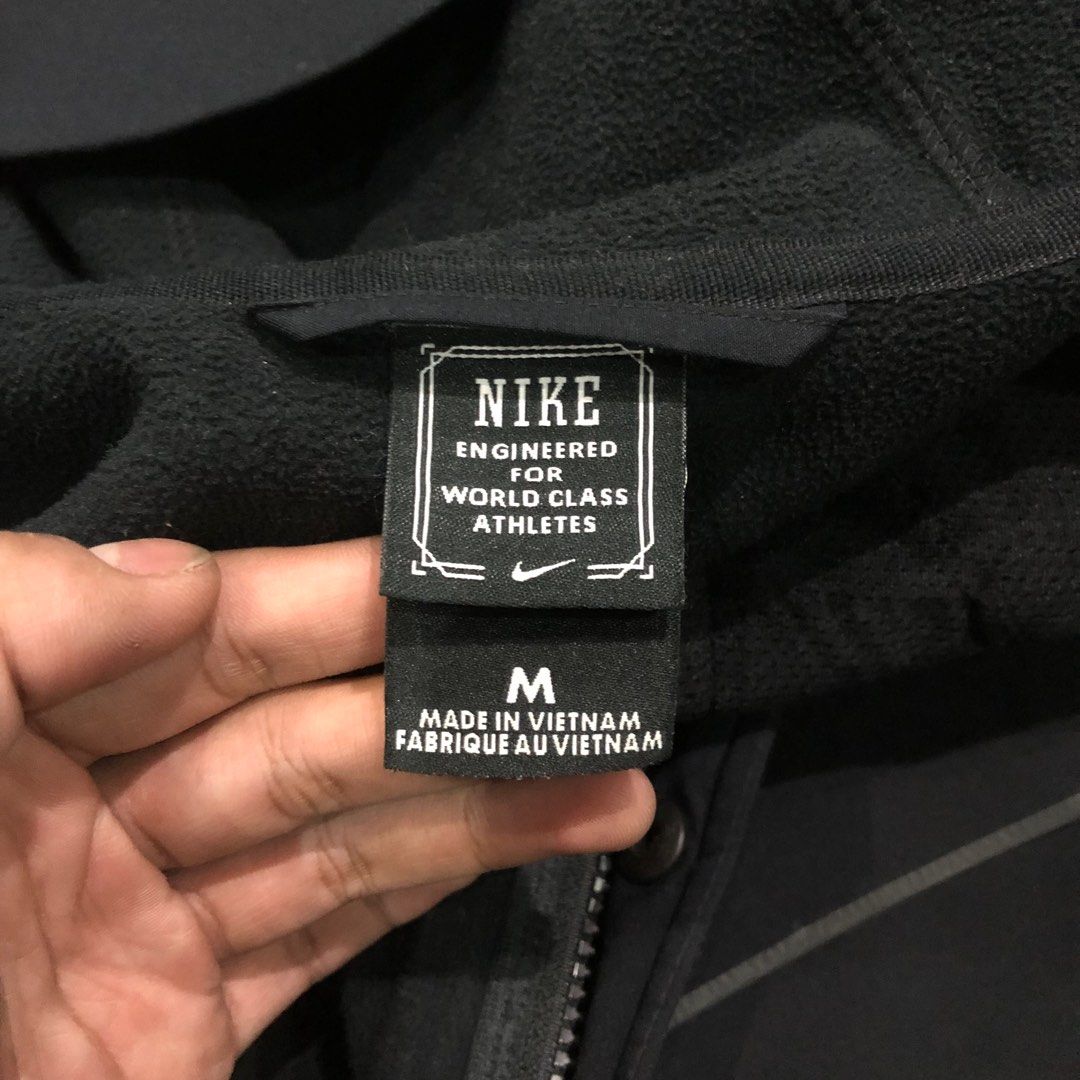 NIKE
ENGINEERED
FOR
WORLD CLASS
ATHLETES
M
MADE IN VIETNAM
FABRIQUE AU VIETNAM